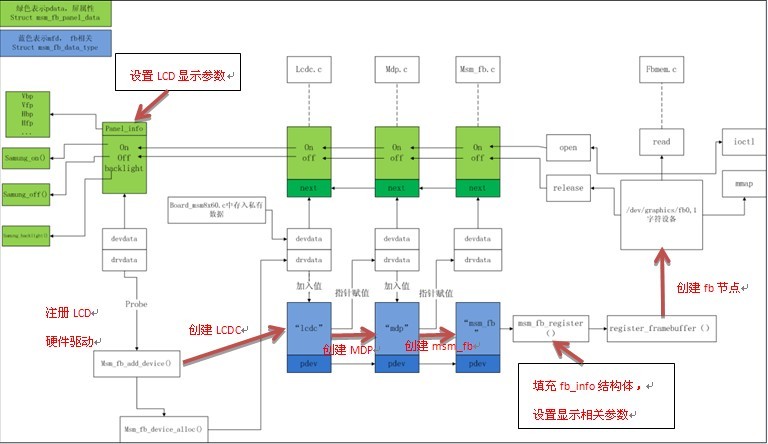 绿色表示pdata，屏属性
Struct msm_fb_panel_data
蓝色表示mfd， fb相关
Struct msm_fb_data_type
设置 LCD 显示参数
Lcdc.c
Mdp.c
Msm_fb.c
Fbmem.c
Vbp
Vfp
Hbp
Hfp
...
Panel_info
On
Off
backlight
Samsung_on()
Samsung_off()
Samsung_backlight()
On
off
next
On
off
next
On
off
next
open
release
read
ioctl
mmap
/dev/graphics/fb0,1
字符设备
Board_msm8x60.c中存入私有
数据
devdata
drvdata
devdata
drvdata
devdata
drvdata
devdata
drvdata
Probe
加入值
指针赋值
加入值
指针赋值
注册 LCD
硬件驱动
创建 LCDC
创建 MDP
创建 msm_fb
创建 fb 节点
“lcdc”
pdev
“mdp”
pdev
“msm_fb
”
pdev
msm_fb_register
()
register_framebuffer ()
Msm_fb_add_device()
Msm_fb_device_alloc()
填充 fb_info 结构体，
设置显示相关参数